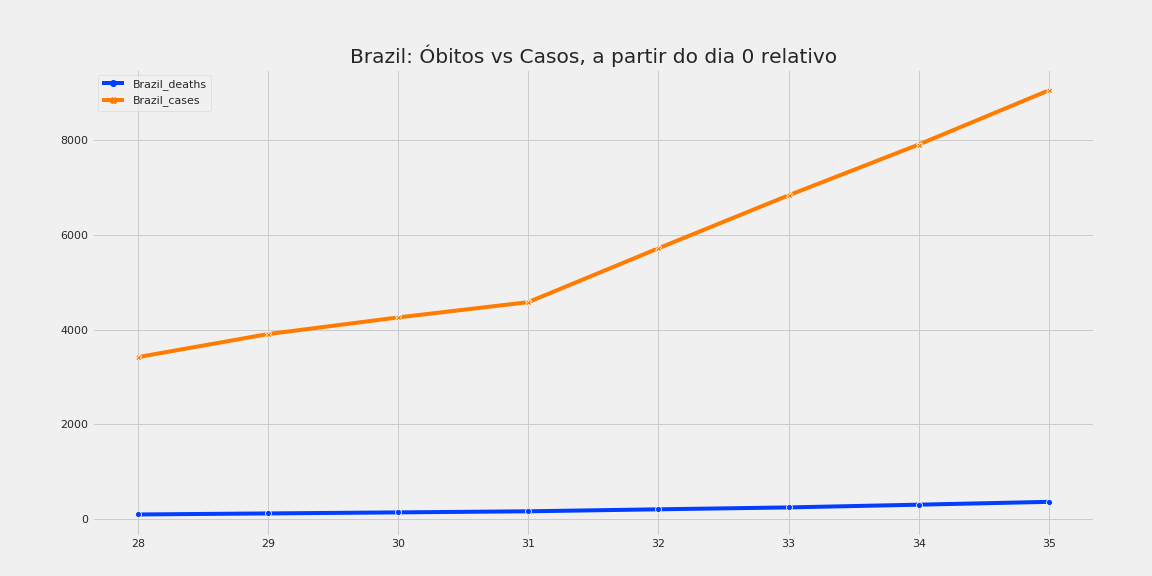 Brazil: Óbitos vs Casos, a partir do dia 0 relativo
Brazil_deaths
Brazil_cases
8000
6000
4000
2000
0
28 29 30 31 32 33 34 35